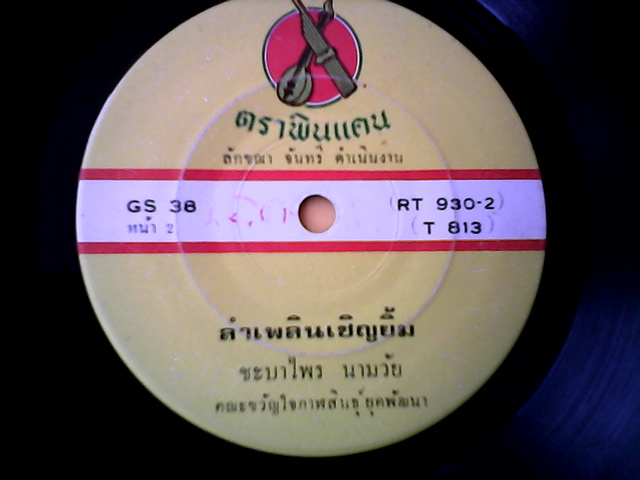 ตราพิณแคน
ลักขณา จันทร์ ดำเนินงาน
GS 38
หน้า 2
(RT 930-2)
(T 813)
ลำเพลินเชิญยิ้ม
ชะบาไพร นามวัย
คณะขวัญใจกาฬสินธุ์ยุคพัฒนา